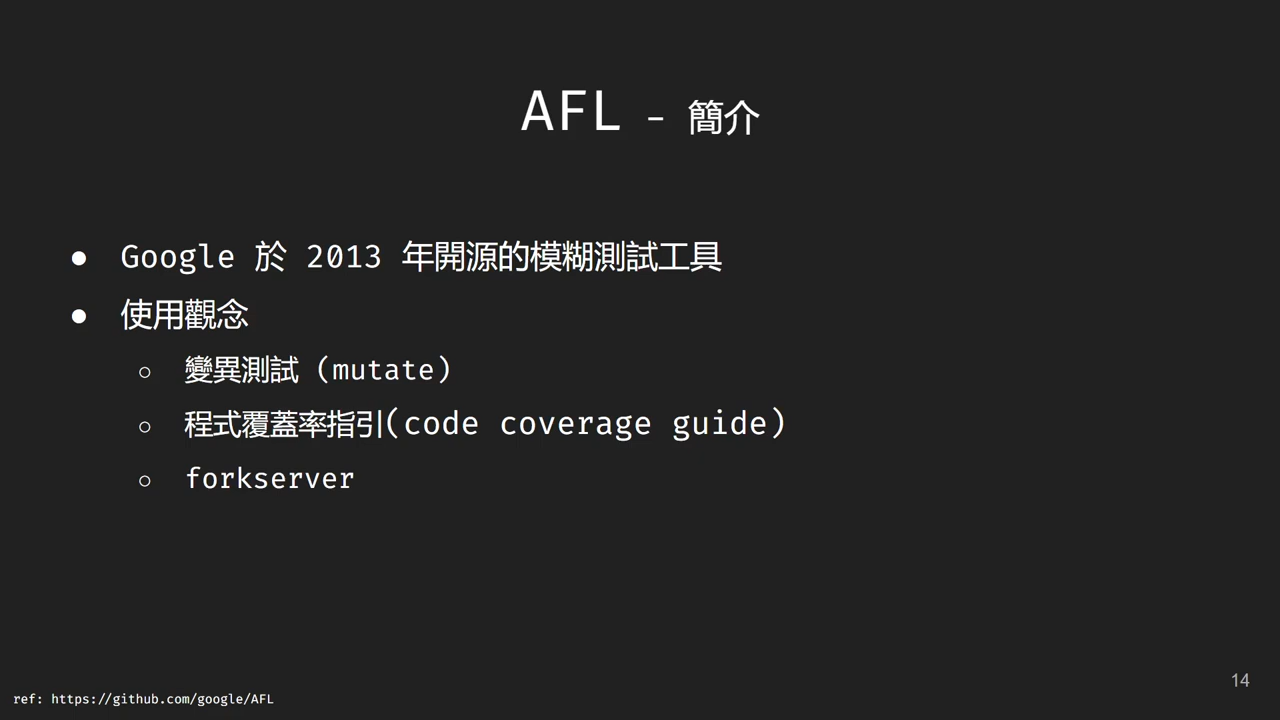 AFL - 簡介
● Google 於 2013 年開源的模糊測試工具
● 使用觀念
○ 變異測試 (mutate)
○ 程式覆蓋率指引(code coverage guide)
○ forkserver
14
ref: https://github.com/google/AFL